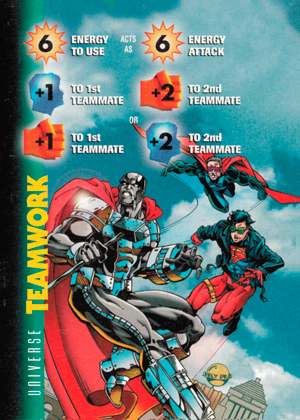 6 ENERGY TO USE ACTS AS 6 ENERGY ATTACK
+1 TO 1st TEAMMATE +2 TO 2nd TEAMMATE
OR
+1 TO 1st TEAMMATE +2 TO 2nd TEAMMATE
UNIVERSE TEAMWORK